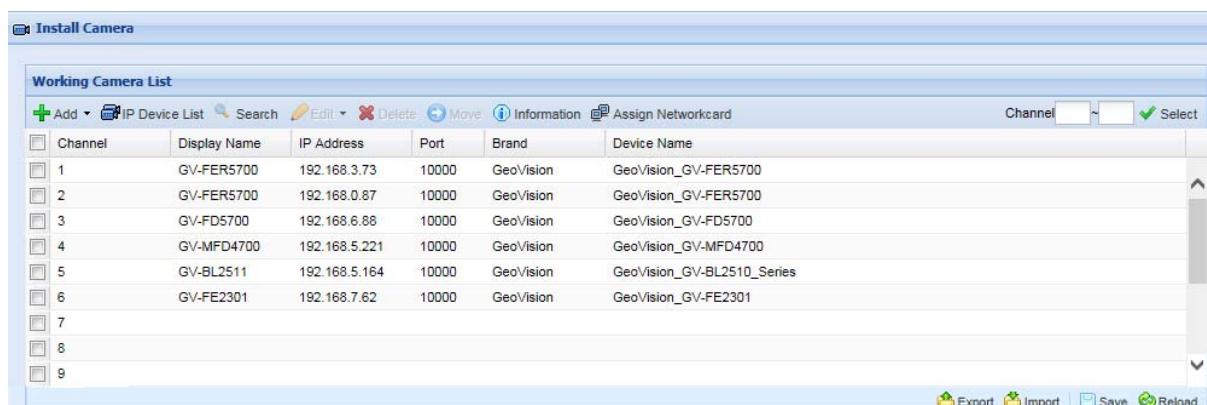 Install Camera
Working Camera List
Add IP Device List Search Edit Delete Move Information Assign Networkcard Channel ~ Select
Channel Display Name IP Address Port Brand Device Name
1 GV-FER5700 192.168.3.73 10000 GeoVision GeoVision_GV-FER5700
2 GV-FER5700 192.168.0.87 10000 GeoVision GeoVision_GV-FER5700
3 GV-FD5700 192.168.6.88 10000 GeoVision GeoVision_GV-FD5700
4 GV-MFD4700 192.168.5.221 10000 GeoVision GeoVision_GV-MFD4700
5 GV-BL2511 192.168.5.164 10000 GeoVision GeoVision_GV-BL2510_Series
6 GV-FE2301 192.168.7.62 10000 GeoVision GeoVision_GV-FE2301
7
8
9
Export Import Save Reload